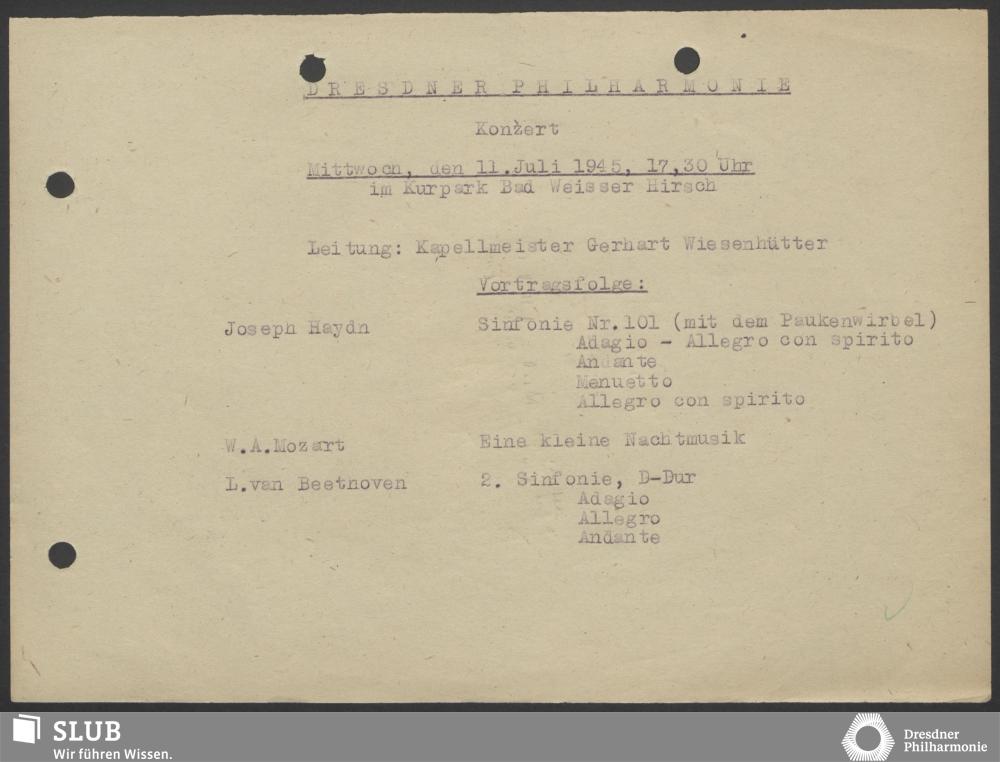 DRESDNER PHILHARMONIE
Konzert
Mittwoch, den 11.Juli 1945, 17,30 Uhr
im Kurpark Bad Weisser Hirsch
Leitung: Kapellmeister Gerhart Wiesenhütter
Vortragsfolge:
Joseph Haydn Sinfonie Nr.101 (mit dem Paukenwirbel)
Adagio - Allegro con spirito
Andante
Menuetto
Allegro con spirito
W.A.Mozart Eine kleine Nachtmusik
L.van Beethoven 2. Sinfonie, D-Dur
Adagio
Allegro
Andante
SLUB
Wir führen Wissen.
Dresdner
Philharmonie